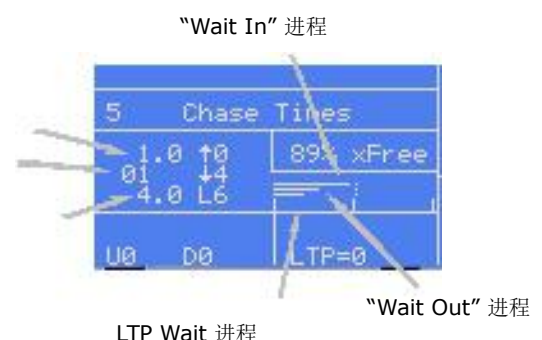 “Wait In” 进程
5 Chase Times
1.0 ↑0 89% xFree
01 ↓4
4.0 L6
U0 D0 LTP=0
“Wait Out” 进程
LTP Wait 进程